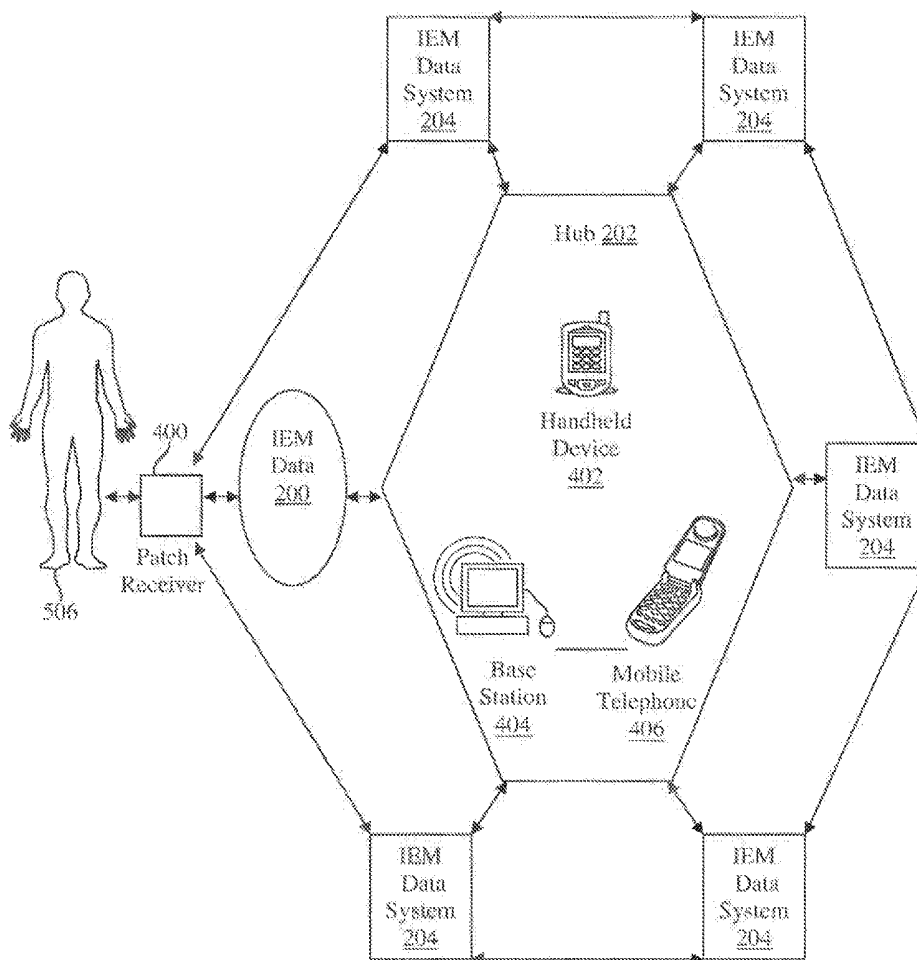 IEM
Data
System
204
IEM
Data
System
204
Hub 202
Handheld
Device
402
400
IEM
Data
200
Patch
Receiver
506
IEM
Data
System
204
Base
Station
404
Mobile
Telephone
406
IEM
Data
System
204
IEM
Data
System
204